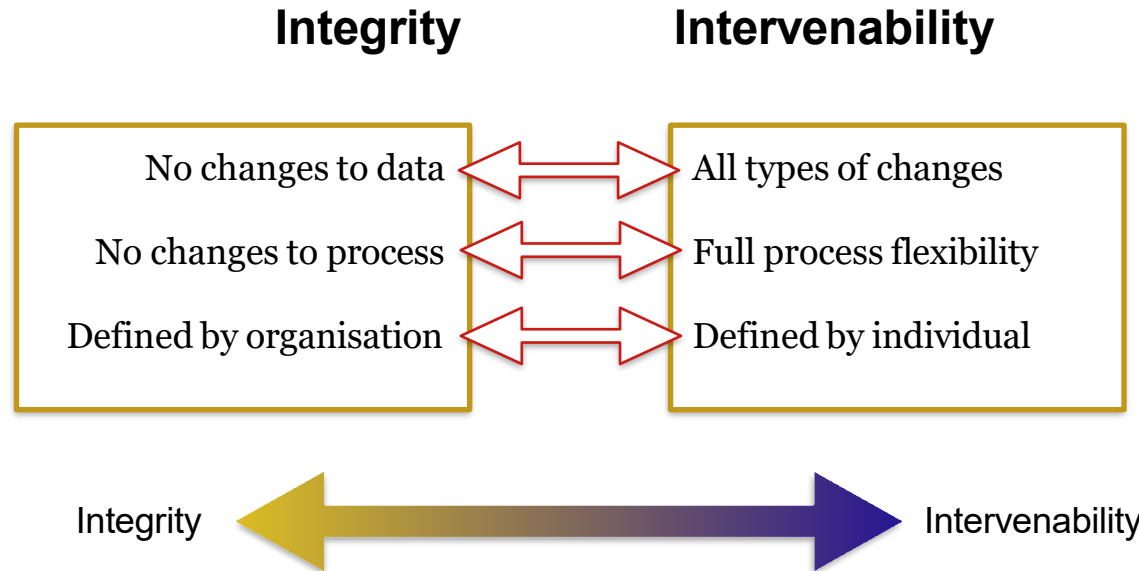 Integrity Intervenability
No changes to data All types of changes
No changes to process Full process flexibility
Defined by organisation Defined by individual
Integrity Intervenability